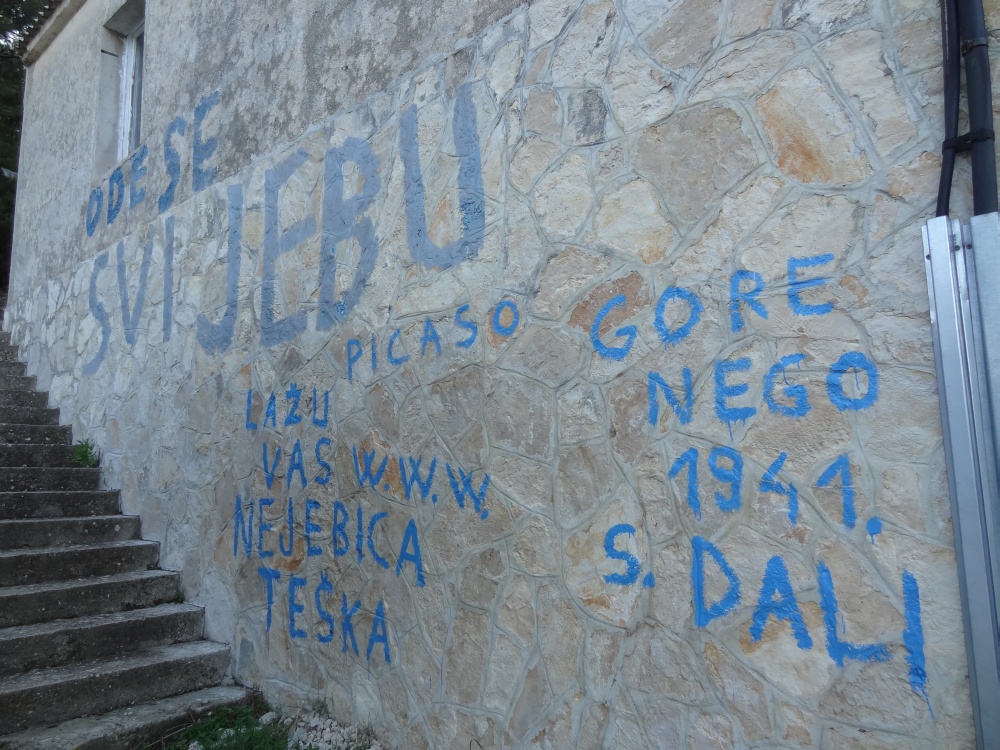 ODE SE
SVI JEBU
PICASO
LAŽU
VAS W.W.W.
NEJEBICA
TEŠKA
GORE
NEGO
1941.
S. DALI